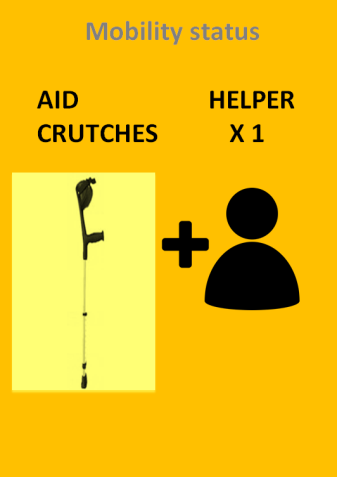 Mobility status
AID
CRUTCHES
HELPER
X 1